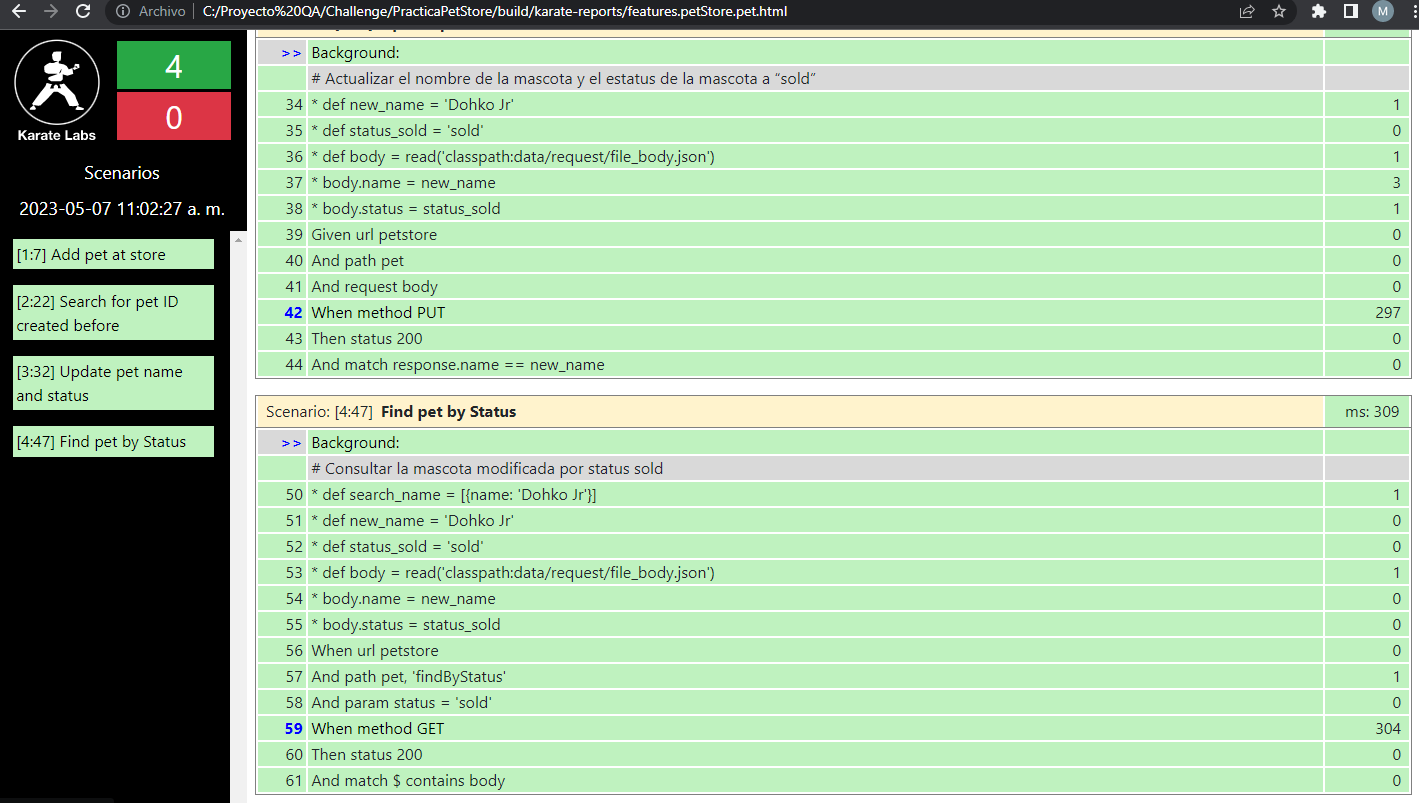 Archivo C:/Proyecto%20QA/Challenge/PracticaPetStore/build/karate-reports/features.petStore.pet.html M
4
0
Karate Labs
Scenarios
2023-05-07 11:02:27 a. m.
[1:7] Add pet at store
[2:22] Search for pet ID
created before
[3:32] Update pet name
and status
[4:47] Find pet by Status
>> Background:
# Actualizar el nombre de la mascota y el estatus de la mascota a “sold”
34 * def new_name = 'Dohko Jr' 1
35 * def status_sold = 'sold' 0
36 * def body = read('classpath:data/request/file_body.json') 1
37 * body.name = new_name 3
38 * body.status = status_sold 1
39 Given url petstore 0
40 And path pet 0
41 And request body 0
42 When method PUT 297
43 Then status 200 0
44 And match response.name == new_name 0
Scenario: [4:47] Find pet by Status ms: 309
>> Background:
# Consultar la mascota modificada por status sold
50 * def search_name = [{name: 'Dohko Jr'}] 1
51 * def new_name = 'Dohko Jr' 0
52 * def status_sold = 'sold' 0
53 * def body = read('classpath:data/request/file_body.json') 1
54 * body.name = new_name 0
55 * body.status = status_sold 0
56 When url petstore 0
57 And path pet, 'findByStatus' 1
58 And param status = 'sold' 0
59 When method GET 304
60 Then status 200 0
61 And match $ contains body 0